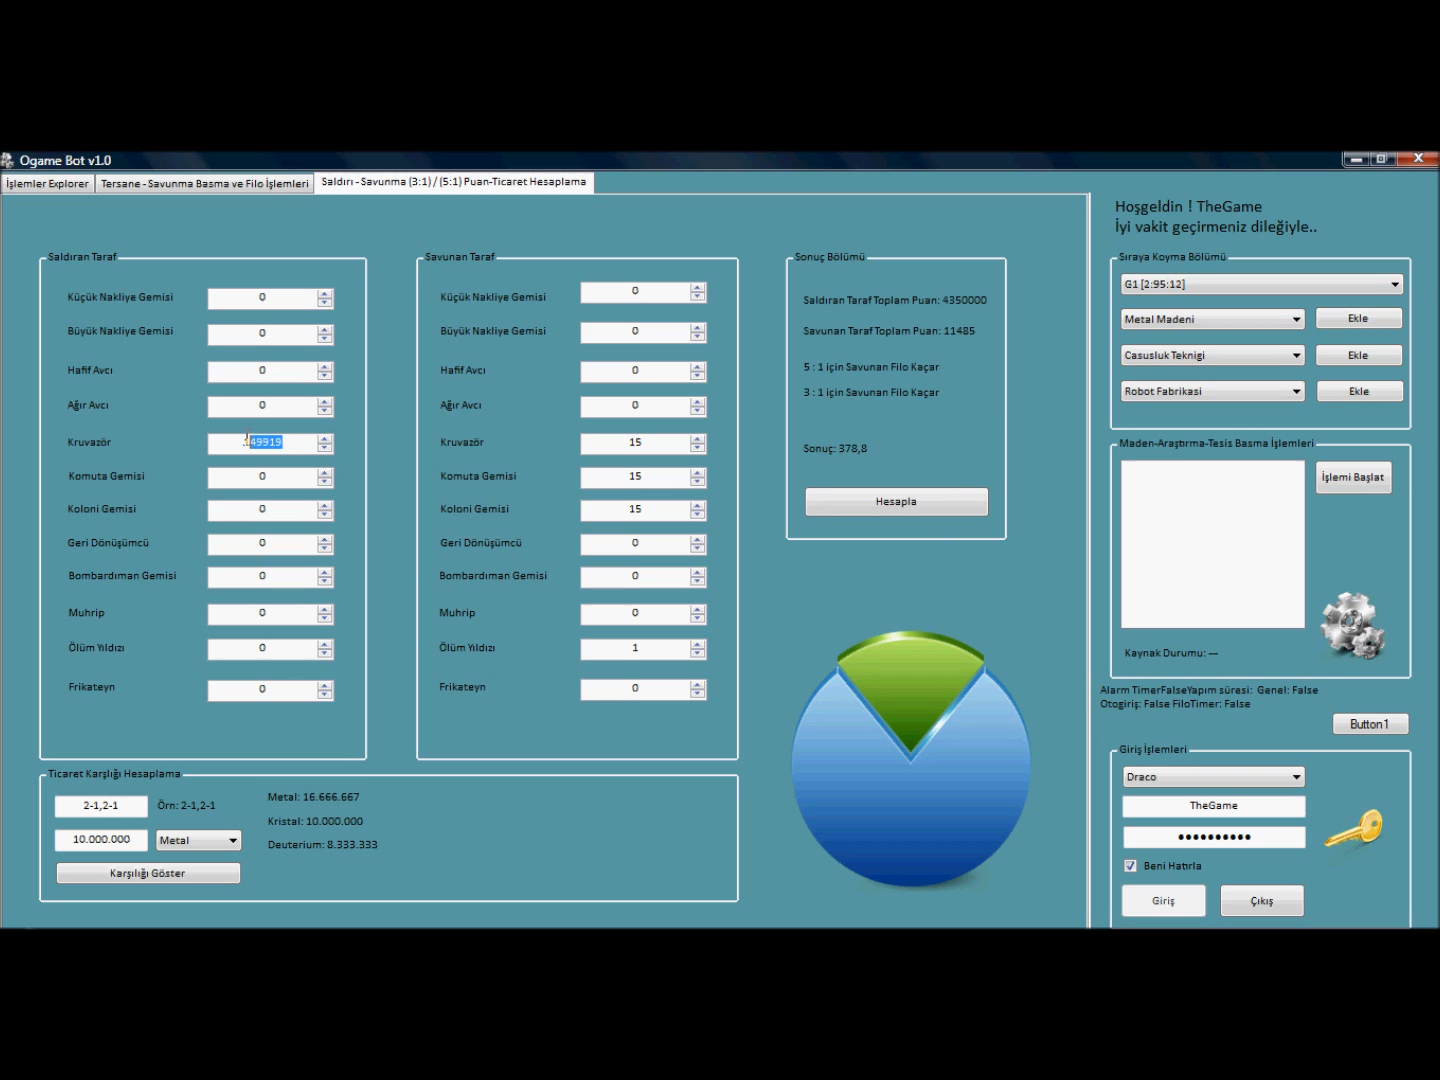 Ogame Bot v1.0
İşlemler Explorer
Tersane - Savunma Basma ve Filo İşlemleri
Saldırı - Savunma (3:1) / (5:1) Puan-Ticaret Hesaplama
Saldıran Taraf
Küçük Nakliye Gemisi 0
Büyük Nakliye Gemisi 0
Hafif Avcı 0
Ağır Avcı 0
Kruvazör 49919
Komuta Gemisi 0
Koloni Gemisi 0
Geri Dönüşümcü 0
Bombardıman Gemisi 0
Muhrip 0
Ölüm Yıldızı 0
Frikateyn 0
Savunan Taraf
Küçük Nakliye Gemisi 0
Büyük Nakliye Gemisi 0
Hafif Avcı 0
Ağır Avcı 0
Kruvazör 15
Komuta Gemisi 15
Koloni Gemisi 15
Geri Dönüşümcü 0
Bombardıman Gemisi 0
Muhrip 0
Ölüm Yıldızı 1
Frikateyn 0
Sonuç Bölümü
Saldıran Taraf Toplam Puan: 4350000
Savunan Taraf Toplam Puan: 11485
5 : 1 için Savunan Filo Kaçar
3 : 1 için Savunan Filo Kaçar
Sonuç: 378,8
Hesapla
Ticaret Karşlığı Hesaplama
2-1,2-1 Örn: 2-1,2-1
10.000.000 Metal
Karşılığı Göster
Metal: 16.666.667
Kristal: 10.000.000
Deuterium: 8.333.333
Hoşgeldin ! TheGame
İyi vakit geçirmeniz dileğiyle..
Sıraya Koyma Bölümü
G1 [2:95:12]
Metal Madeni Ekle
Casusluk Teknigi Ekle
Robot Fabrikasi Ekle
Maden-Araştırma-Tesis Basma İşlemleri
İşlemi Başlat
Kaynak Durumu: ---
Alarm TimerFalseYapım süresi: Genel: False
Otogiriş: False FiloTimer: False
Button1
Giriş İşlemleri
Draco
TheGame
Beni Hatırla
Giriş Çıkış